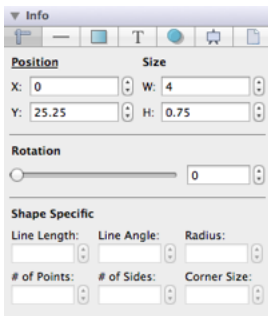 Info
T
Position Size
X: 0 W: 4
Y: 25.25 H: 0.75
Rotation
0
Shape Specific
Line Length: Line Angle: Radius:
# of Points: # of Sides: Corner Size: